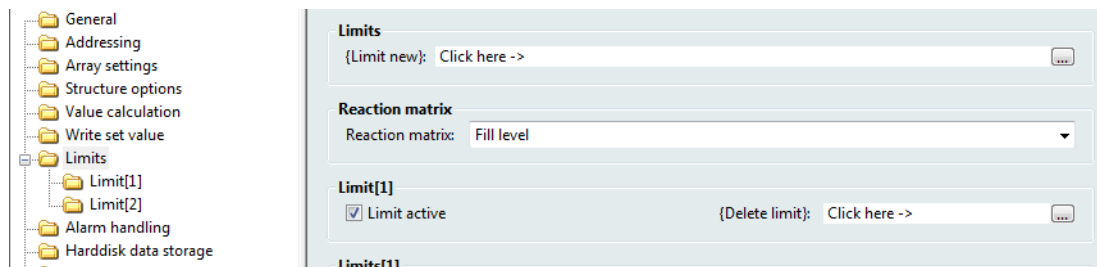 General
Addressing
Array settings
Structure options
Value calculation
Write set value
Limits
Limit[1]
Limit[2]
Alarm handling
Harddisk data storage
Limits
{Limit new}: Click here -> ...
Reaction matrix
Reaction matrix: Fill level
Limit[1]
Limit active {Delete limit}: Click here -> ...
Limits[1]